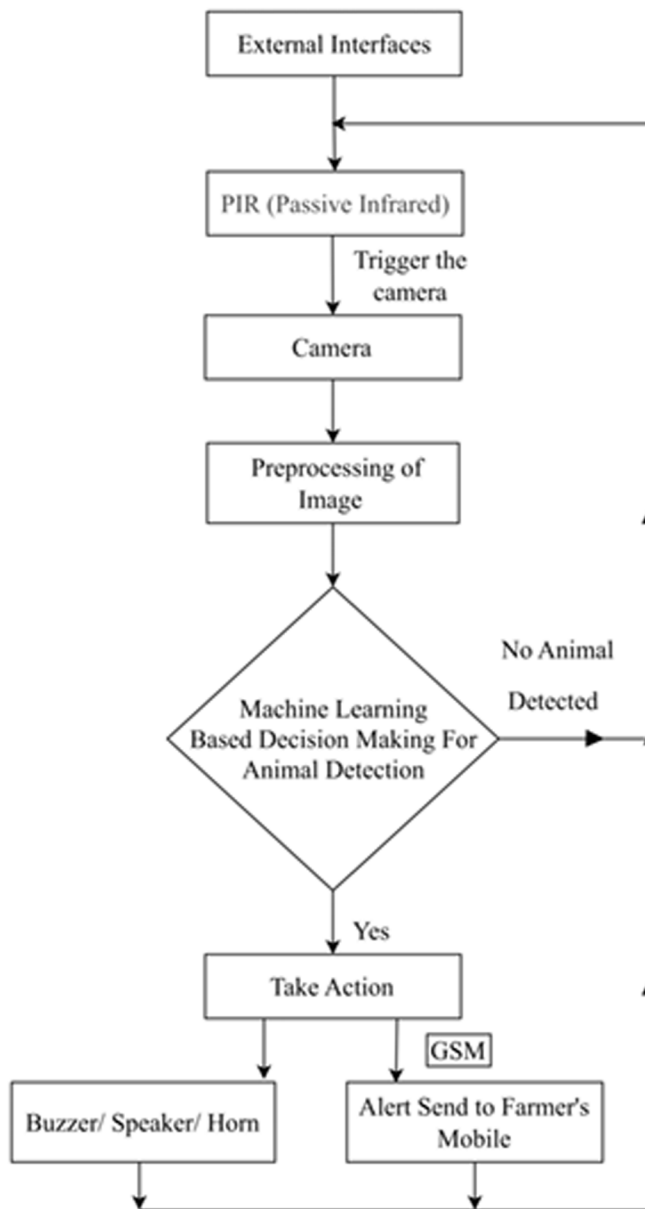 External Interfaces
PIR (Passive Infrared)
Trigger the
camera
Camera
Preprocessing of
Image
No Animal
Detected
Machine Learning
Based Decision Making For
Animal Detection
Yes
Take Action
GSM
Buzzer/ Speaker/ Horn
Alert Send to Farmer's
Mobile